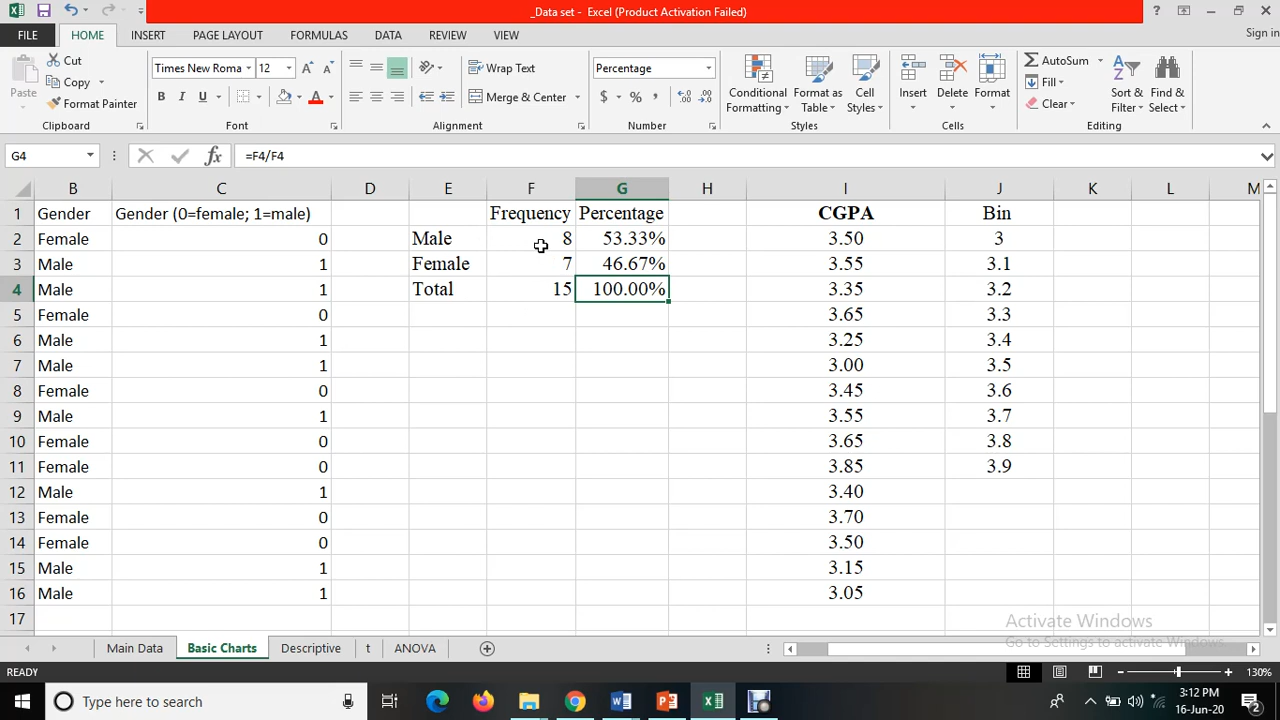 _Data set - Excel (Product Activation Failed)
?
FILE HOME INSERT PAGE LAYOUT FORMULAS DATA REVIEW VIEW Sign in
Paste
Cut
Copy
Format Painter
Clipboard
Times New Roma 12
B I U
Font
Wrap Text
Merge & Center
Alignment
Percentage
$ % ,
Number
Conditional Formatting
Format as Table
Cell Styles
Styles
Insert Delete Format
Cells
AutoSum
Fill
Clear
Sort & Filter
Find & Select
Editing
G4 fx =F4/F4
B C D E F G H I J K L M
1 Gender Gender (0=female; 1=male) Frequency Percentage CGPA Bin
2 Female 0 Male 8 53.33% 3.50 3
3 Male 1 Female 7 46.67% 3.55 3.1
4 Male 1 Total 15 100.00% 3.35 3.2
5 Female 0 3.65 3.3
6 Male 1 3.25 3.4
7 Male 1 3.00 3.5
8 Female 0 3.45 3.6
9 Male 1 3.55 3.7
10 Female 0 3.65 3.8
11 Female 0 3.85 3.9
12 Male 1 3.40
13 Female 0 3.70
14 Female 0 3.50
15 Male 1 3.15
16 Male 1 3.05
17
Activate Windows
Go to Settings to activate Windows.
Main Data Basic Charts Descriptive t ANOV
READY 130%
Type here to search
3:12 PM
16-Jun-20
2